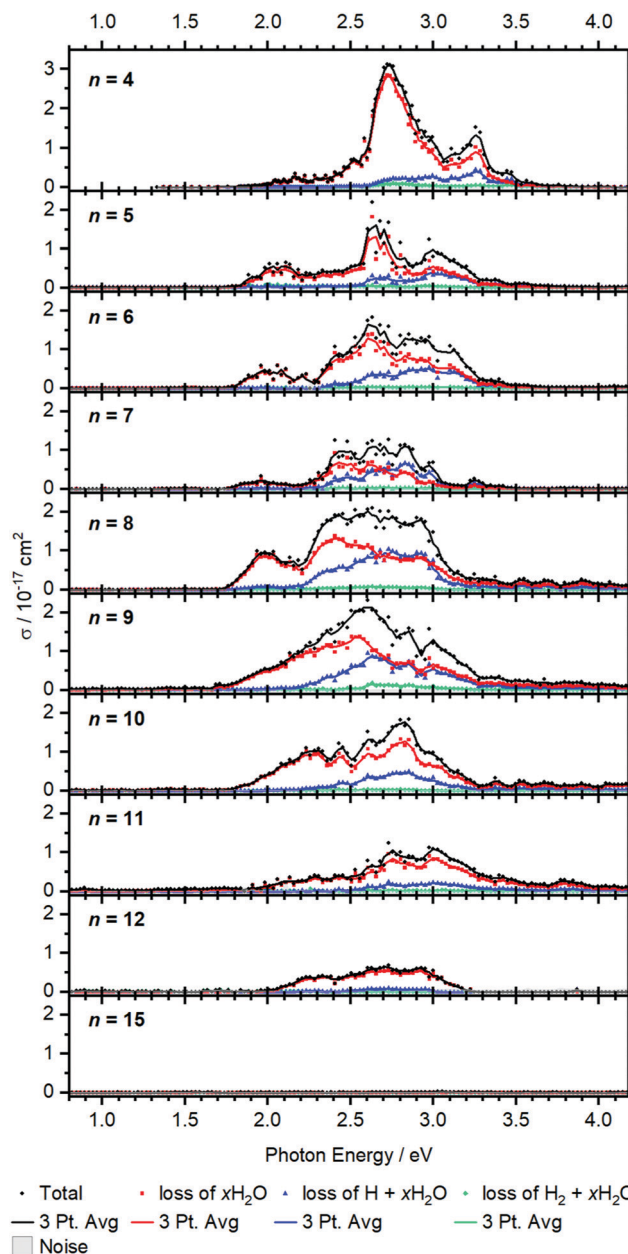 1.0 1.5 2.0 2.5 3.0 3.5 4.0
n = 4
3
2
1
0
n = 5
2
1
0
n = 6
2
1
0
n = 7
2
1
0
n = 8
2
1
0
n = 9
2
1
0
n = 10
2
1
0
n = 11
2
1
0
n = 12
2
1
0
n = 15
2
1
0
σ / 10⁻¹⁷ cm²
1.0 1.5 2.0 2.5 3.0 3.5 4.0
Photon Energy / eV
Total loss of xH₂O loss of H + xH₂O loss of H₂ + xH₂O
3 Pt. Avg 3 Pt. Avg 3 Pt. Avg 3 Pt. Avg
Noise